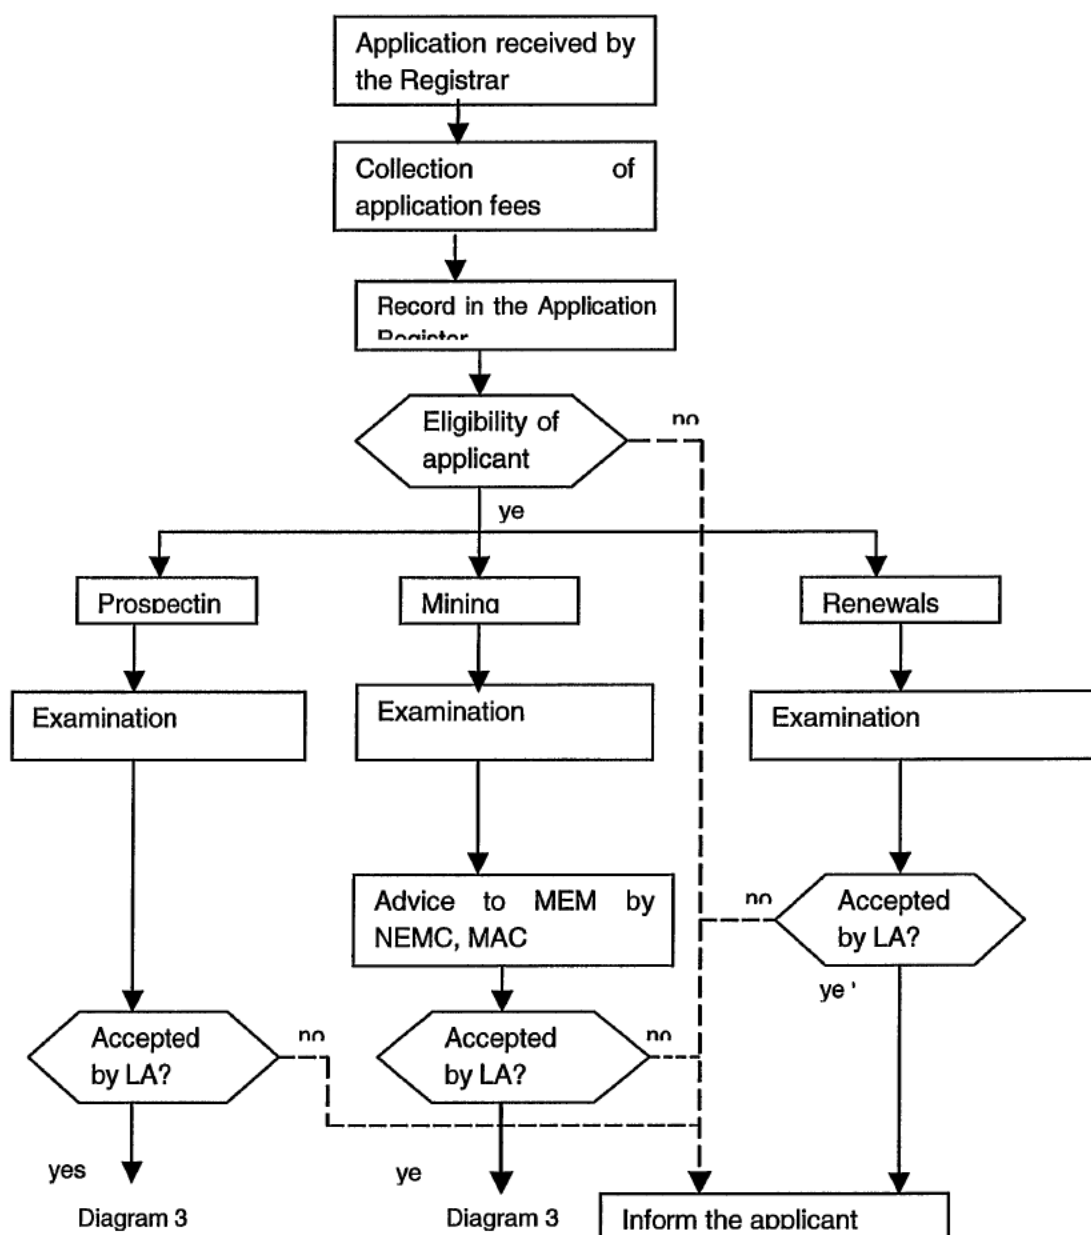 Application received by
the Registrar
Collection of
application fees
Record in the Application
Register
Eligibility of
applicant
no
ye
Prospectin
Mining
Renewals
Examination
Examination
Examination
Advice to MEM by
NEMC, MAC
no
Accepted
by LA?
ye
Accepted
by LA?
no
Accepted
by LA?
no
yes
ye
Diagram 3
Diagram 3
Inform the applicant